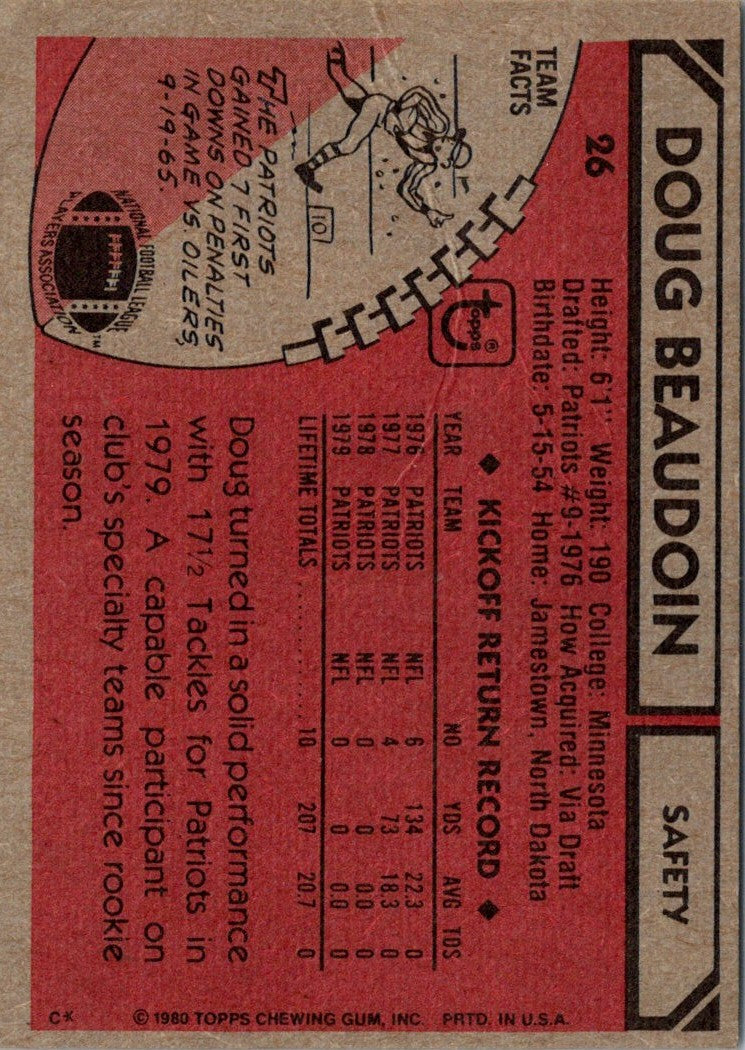 DOUG BEAUDOIN
SAFETY
26
Height: 6'1" Weight: 190 College: Minnesota
Drafted: Patriots #9-1976 How Acquired: Via Draft
Birthdate: 5-15-54 Home: Jamestown, North Dakota
TEAM
FACTS
THE PATRIOTS
GAINED 7 FIRST
DOWNS ON PENALTIES
IN GAME VS OILERS,
9-19-65.
10
topps®
NATIONAL FOOTBALL LEAGUE
PLAYERS ASSOCIATION™
◆ KICKOFF RETURN RECORD ◆
YEAR TEAM NO YDS AVG TDS
1976 PATRIOTS NFL 6 134 22.3 0
1977 PATRIOTS NFL 4 73 18.3 0
1978 PATRIOTS NFL 0 0 0.0 0
1979 PATRIOTS NFL 0 0 0.0 0
LIFETIME TOTALS .......... 10 207 20.7 0
Doug turned in a solid performance
with 17½ Tackles for Patriots in
1979. A capable participant on
club's specialty teams since rookie
season.
© 1980 TOPPS CHEWING GUM, INC. PRTD. IN U.S.A.
C*